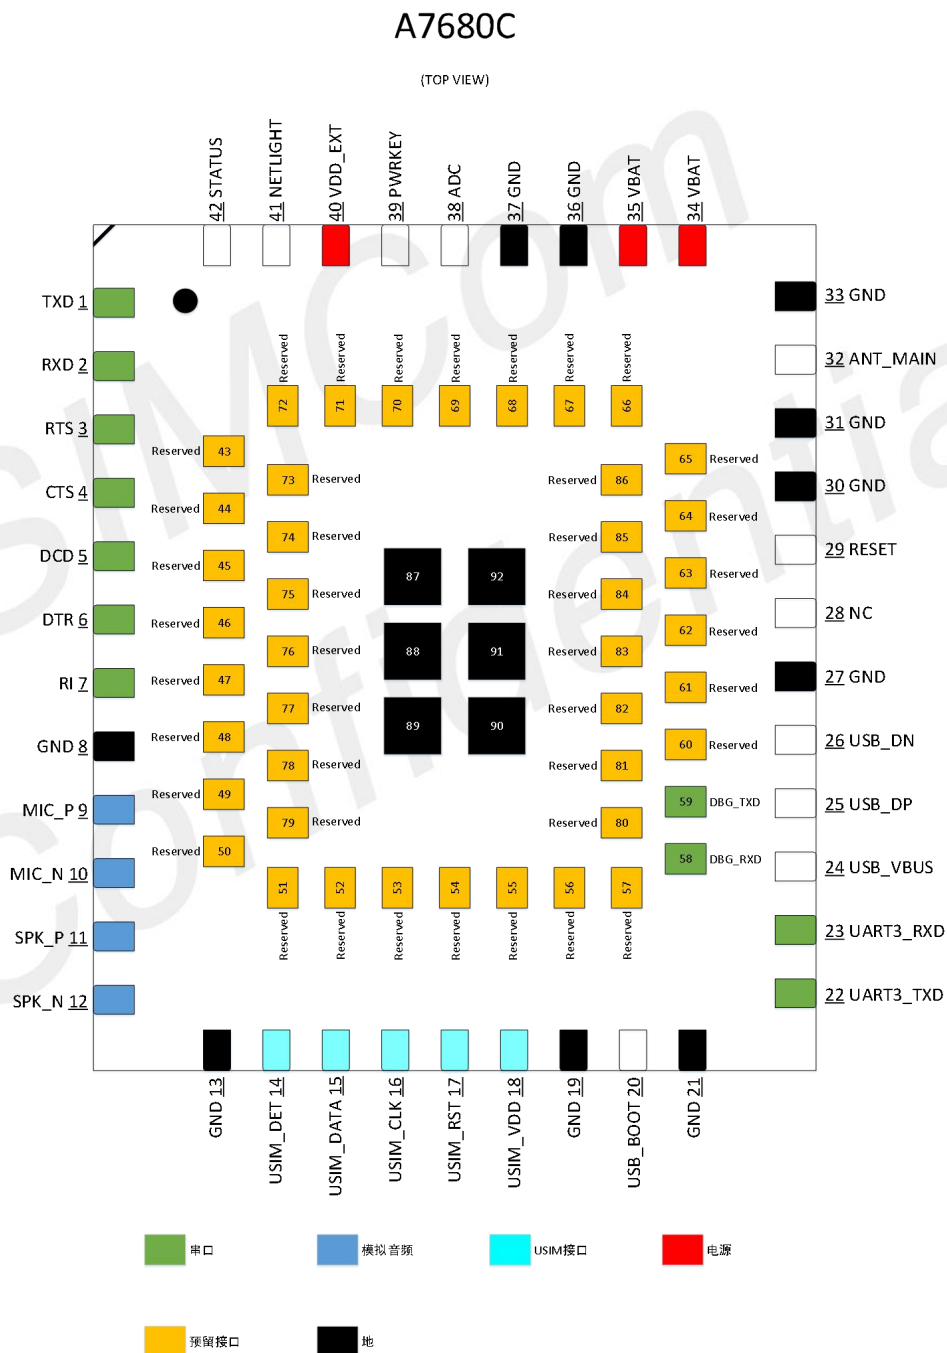 A7680C
(TOP VIEW)
42 STATUS
41 NETLIGHT
40 VDD_EXT
39 PWRKEY
38 ADC
37 GND
36 GND
35 VBAT
34 VBAT
TXD 1
RXD 2
RTS 3
CTS 4
DCD 5
DTR 6
RI 7
GND 8
MIC_P 9
MIC_N 10
SPK_P 11
SPK_N 12
33 GND
32 ANT_MAIN
31 GND
30 GND
29 RESET
28 NC
27 GND
26 USB_DN
25 USB_DP
24 USB_VBUS
23 UART3_RXD
22 UART3_TXD
Reserved
Reserved
Reserved
Reserved
Reserved
Reserved
Reserved
72
71
70
69
68
67
66
Reserved 43
Reserved 44
Reserved 45
Reserved 46
Reserved 47
Reserved 48
Reserved 49
Reserved 50
73 Reserved
74 Reserved
75 Reserved
76 Reserved
77 Reserved
78 Reserved
79 Reserved
87
92
88
91
89
90
Reserved 86
Reserved 85
Reserved 84
Reserved 83
Reserved 82
Reserved 81
Reserved 80
65 Reserved
64 Reserved
63 Reserved
62 Reserved
61 Reserved
60 Reserved
59 DBG_TXD
58 DBG_RXD
51
52
53
54
55
56
57
Reserved
Reserved
Reserved
Reserved
Reserved
Reserved
Reserved
GND 13
USIM_DET 14
USIM_DATA 15
USIM_CLK 16
USIM_RST 17
USIM_VDD 18
GND 19
USB_BOOT 20
GND 21
串口
模拟音频
USIM接口
电源
预留接口
地
SIMCom
Confidential